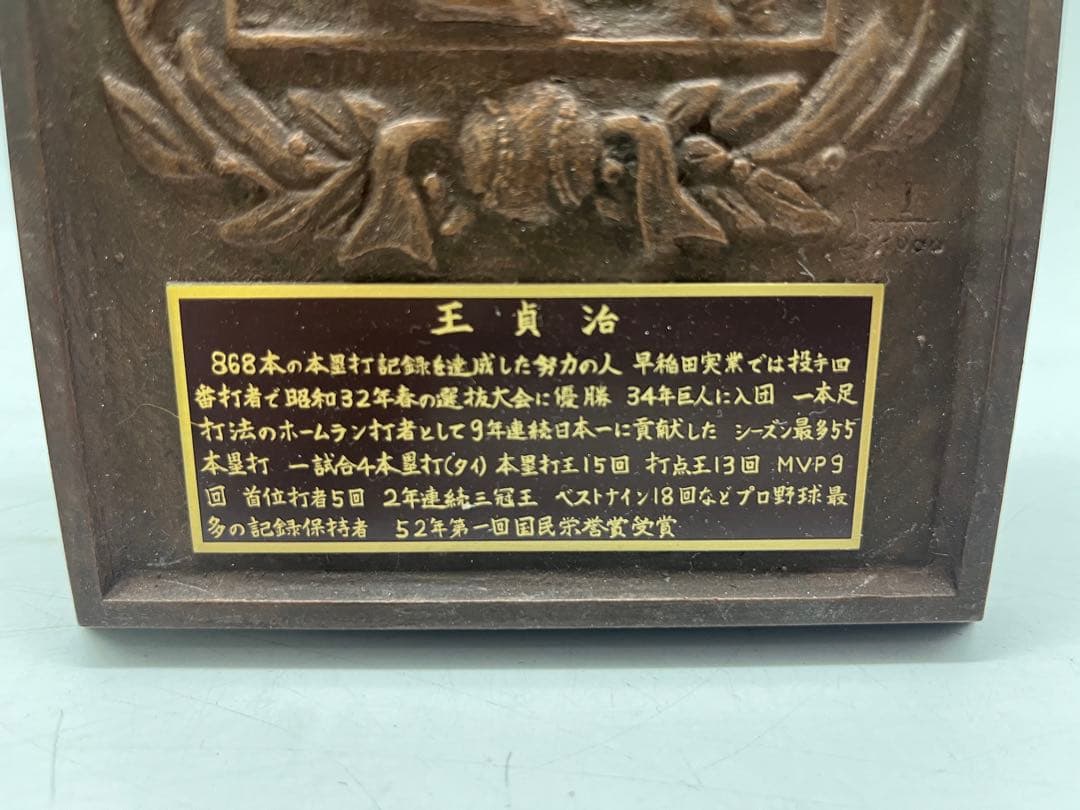 王貞治
868本の本塁打記録を達成した努力の人 早稲田実業では投手四
番打者で昭和32年春の選抜大会に優勝 34年巨人に入団 一本足
打法のホームラン打者として9年連続日本一に貢献した シーズン最多55
本塁打 一試合4本塁打(タイ) 本塁打王15回 打点王13回 MVP9
回 首位打者5回 2年連続三冠王 ベストナイン18回などプロ野球最
多の記録保持者 52年第一回国民栄誉賞受賞